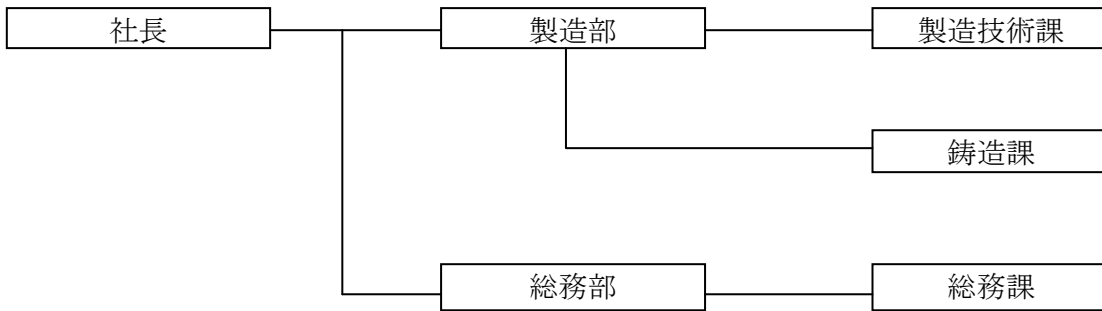 社長
製造部
製造技術課
鋳造課
総務部
総務課